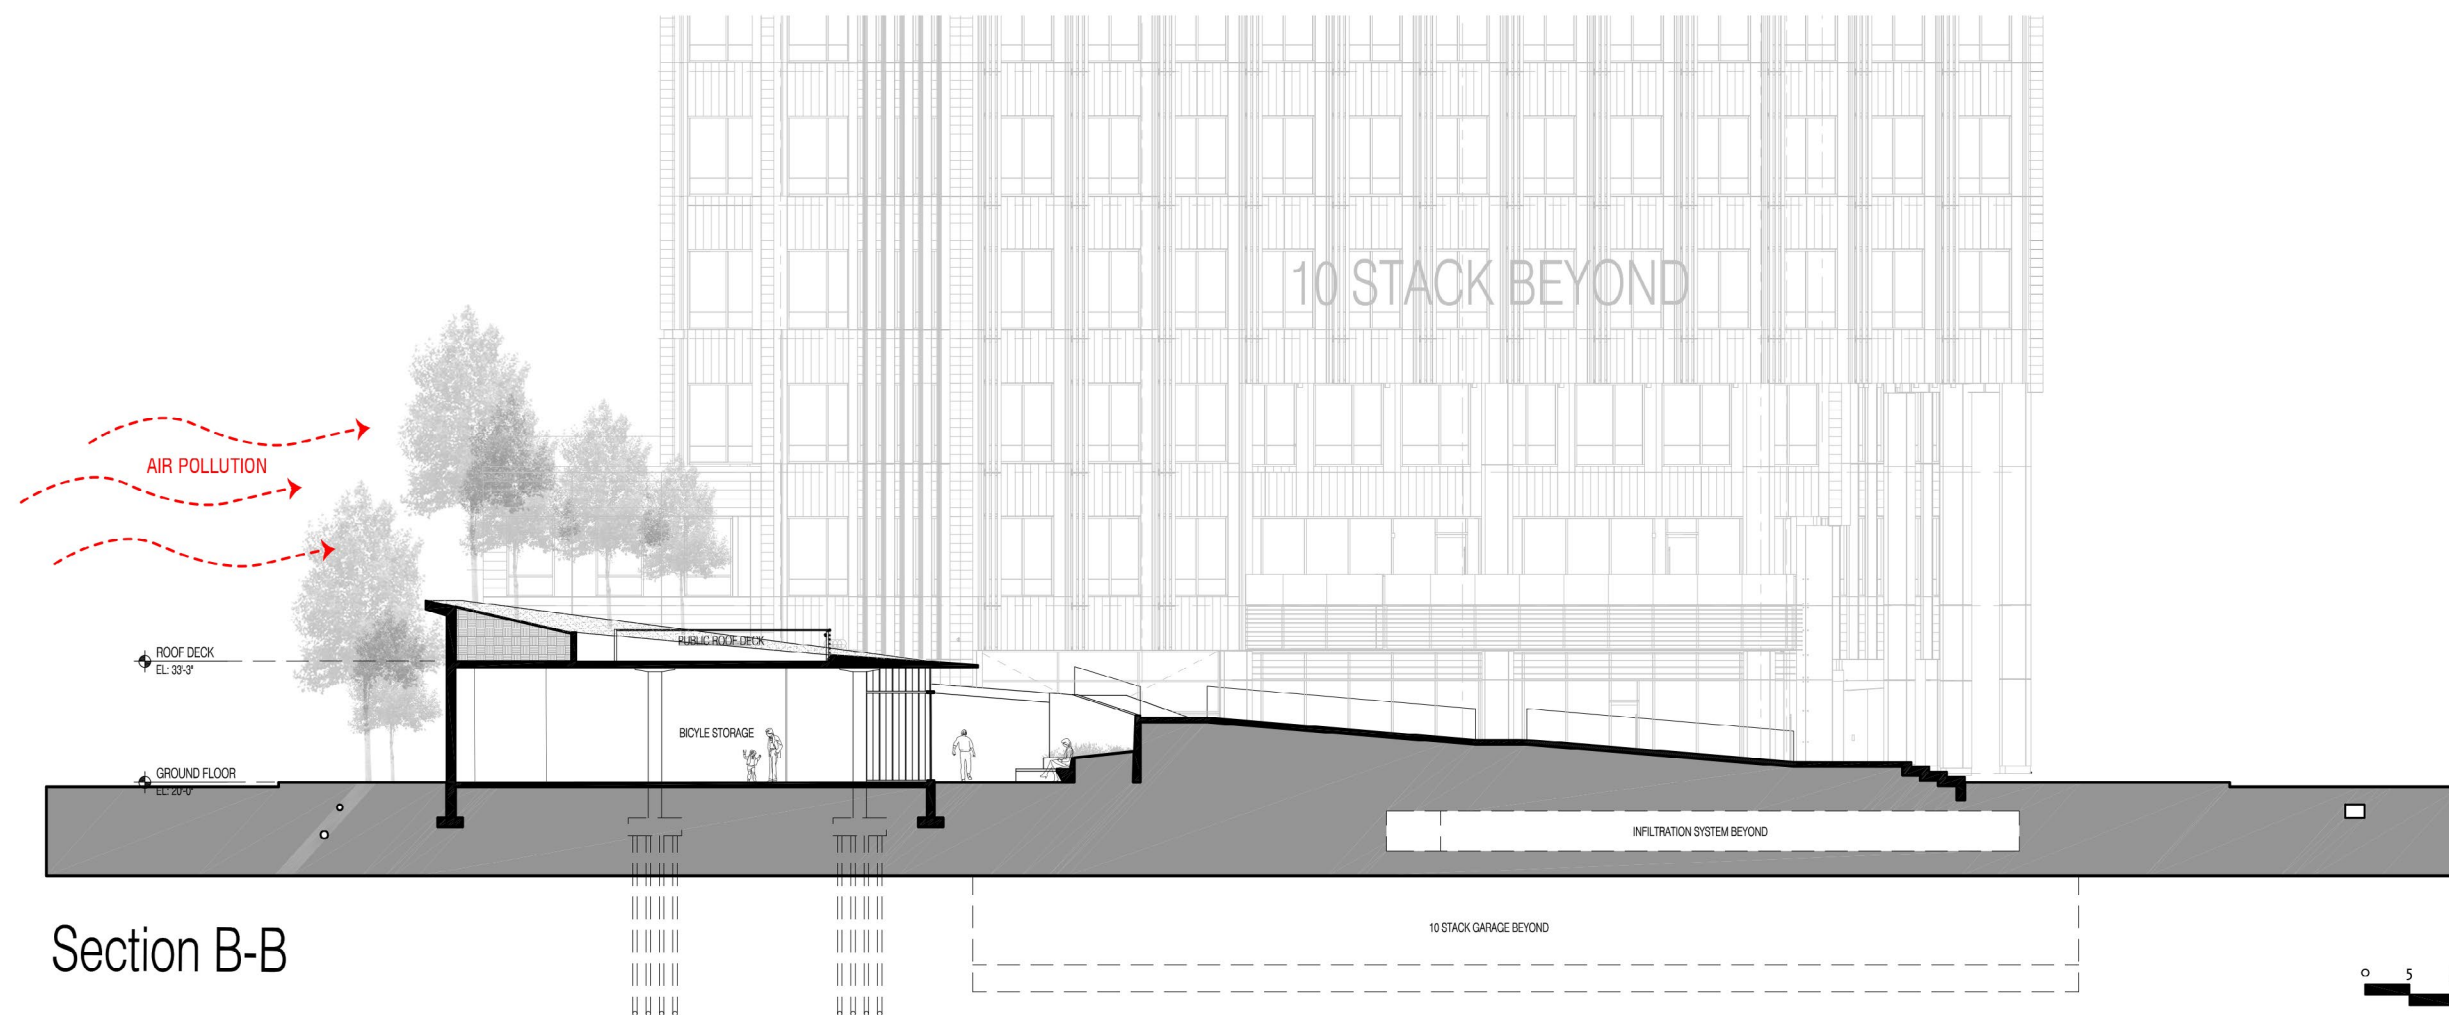 10 STACK BEYOND
AIR POLLUTION
PUBLIC ROOF DECK
ROOF DECK
EL: 33'-3"
BICYLE STORAGE
GROUND FLOOR
EL: 20'-0"
INFILTRATION SYSTEM BEYOND
10 STACK GARAGE BEYOND
Section B-B
0 5